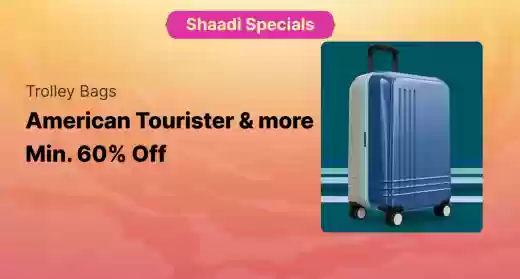 Shaadi Specials
Trolley Bags
American Tourister & more
Min. 60% Off